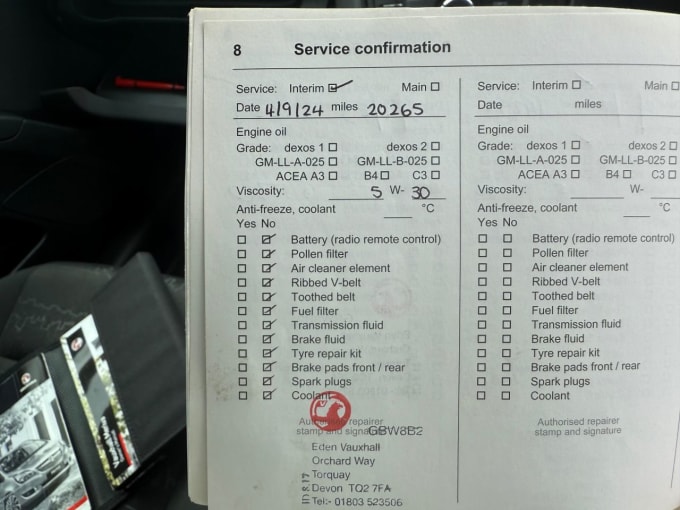 8 Service confirmation
Service: Interim ☑ Main ☐
Date 4/9/24 miles 20265
Engine oil
Grade: dexos 1 ☐ dexos 2 ☐
GM-LL-A-025 ☐ GM-LL-B-025 ☐
ACEA A3 ☐ B4 ☐ C3 ☐
Viscosity: 5 W- 30
Anti-freeze, coolant ____ °C
Yes No
☐ ☑ Battery (radio remote control)
☐ ☑ Pollen filter
☐ ☑ Air cleaner element
☐ ☑ Ribbed V-belt
☐ ☑ Toothed belt
☐ ☑ Fuel filter
☐ ☑ Transmission fluid
☐ ☑ Brake fluid
☐ ☑ Tyre repair kit
☐ ☑ Brake pads front / rear
☐ ☑ Spark plugs
☐ ☑ Coolant
Authorised repairer
stamp and signature
GBW8B2
Eden Vauxhall
Orchard Way
Torquay
Devon TQ2 7FA
Tel:- 01803 523506
Service: Interim ☐ Main ☐
Date miles
Engine oil
Grade: dexos 1 ☐ dexos 2 ☐
GM-LL-A-025 ☐ GM-LL-B-025 ☐
ACEA A3 ☐ B4 ☐ C3 ☐
Viscosity: ____ W- ____
Anti-freeze, coolant ____ °C
Yes No
☐ ☐ Battery (radio remote control)
☐ ☐ Pollen filter
☐ ☐ Air cleaner element
☐ ☐ Ribbed V-belt
☐ ☐ Toothed belt
☐ ☐ Fuel filter
☐ ☐ Transmission fluid
☐ ☐ Brake fluid
☐ ☐ Tyre repair kit
☐ ☐ Brake pads front / rear
☐ ☐ Spark plugs
☐ ☐ Coolant
Authorised repairer
stamp and signature